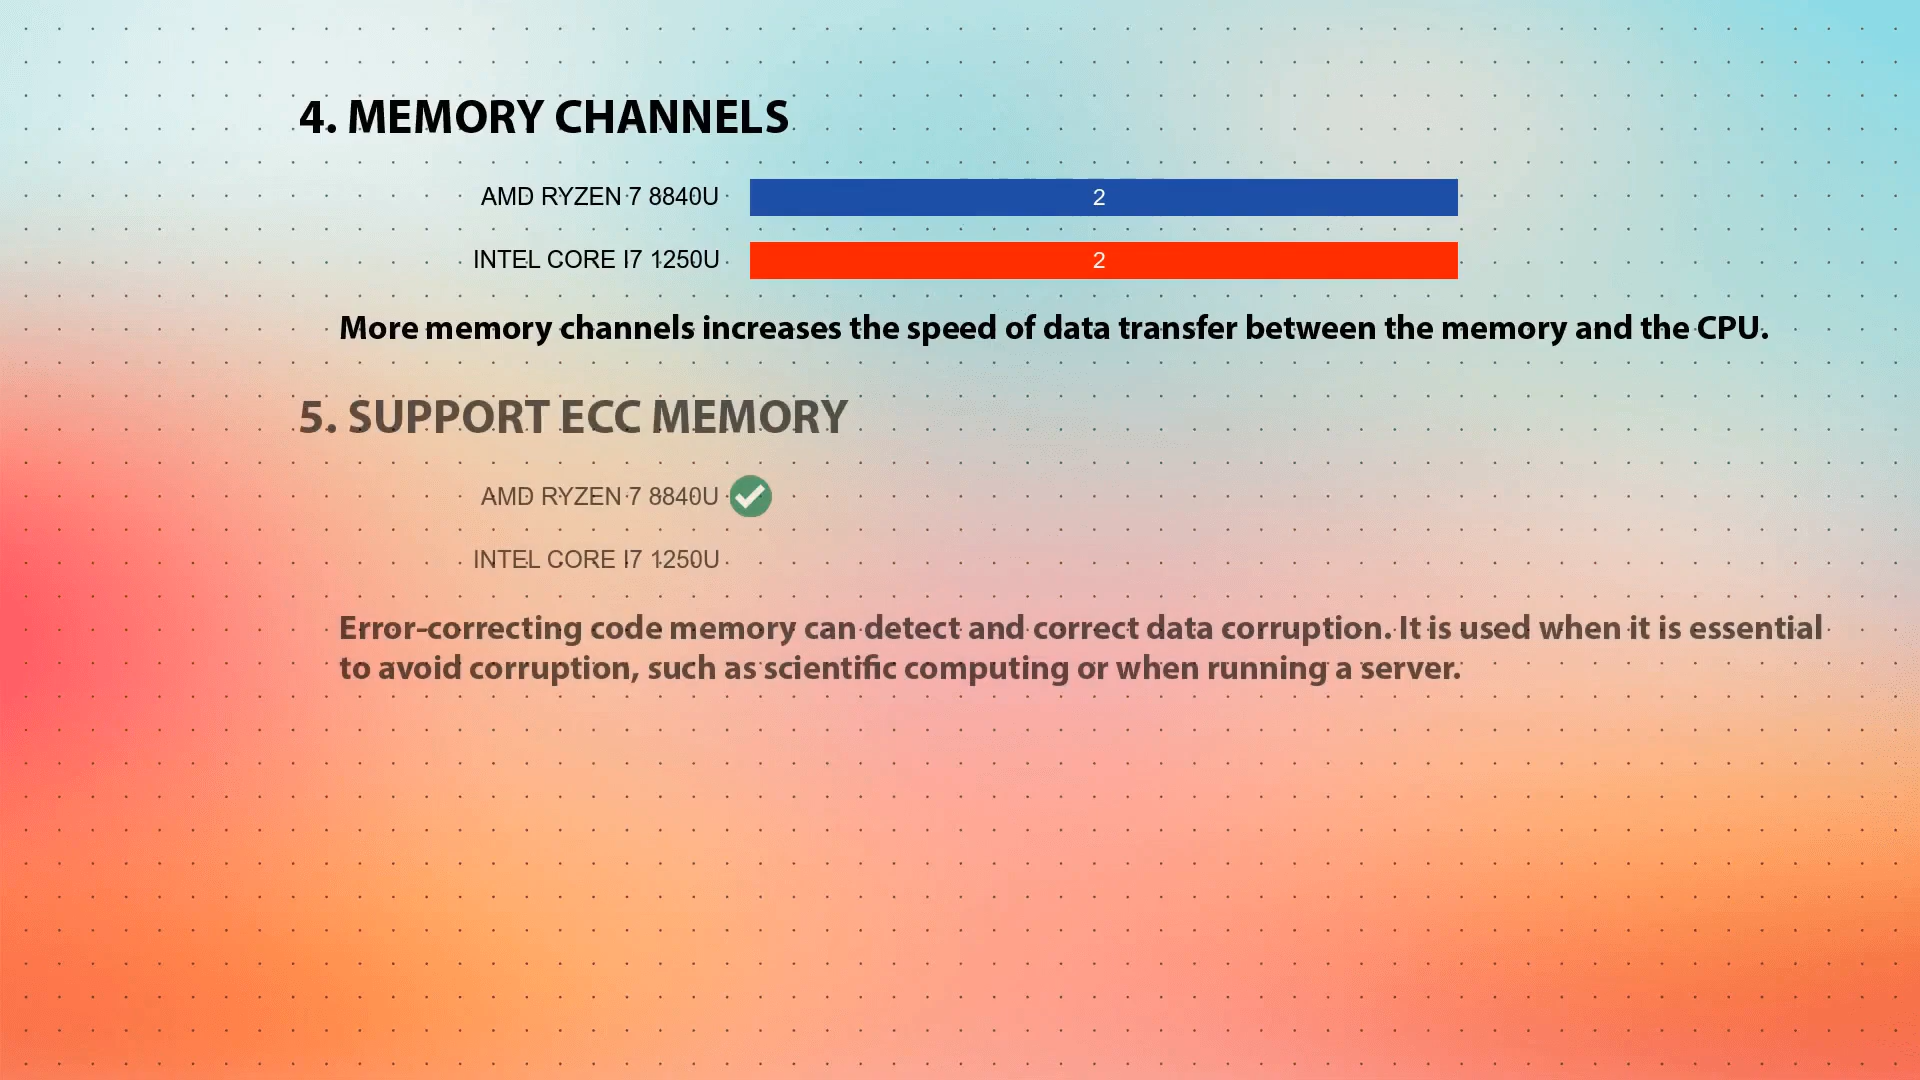 4. MEMORY CHANNELS
AMD RYZEN 7 8840U 2
INTEL CORE I7 1250U 2
More memory channels increases the speed of data transfer between the memory and the CPU.
5. SUPPORT ECC MEMORY
AMD RYZEN 7 8840U
INTEL CORE I7 1250U
Error-correcting code memory can detect and correct data corruption. It is used when it is essential
to avoid corruption, such as scientific computing or when running a server.